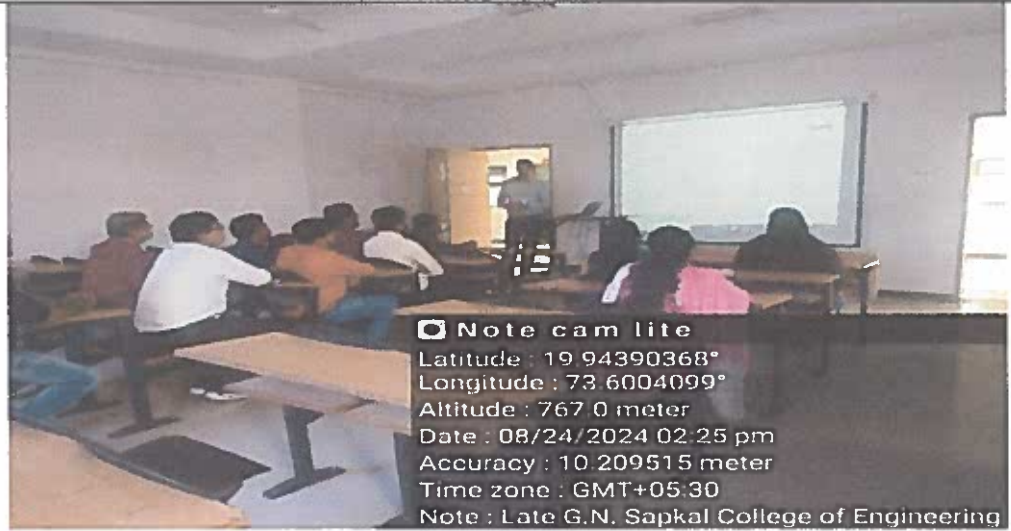 Note cam lite
Latitude : 19.94390368°
Longitude : 73.6004099°
Altitude : 767.0 meter
Date : 08/24/2024 02:25 pm
Accuracy : 10.209515 meter
Time zone : GMT+05:30
Note : Late G.N. Sapkal College of Engineering